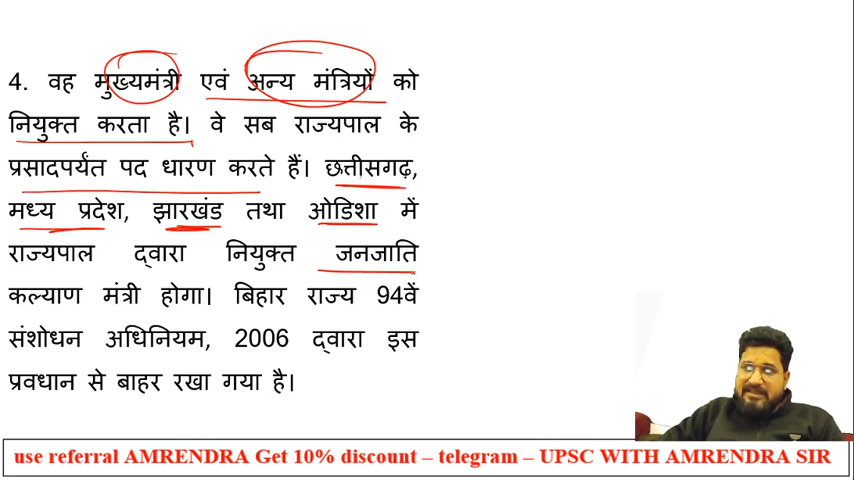 4. वह मुख्यमंत्री एवं अन्य मंत्रियों को
नियुक्त करता है। वे सब राज्यपाल के
प्रसादपर्यंत पद धारण करते हैं। छत्तीसगढ़,
मध्य प्रदेश, झारखंड तथा ओडिशा में
राज्यपाल द्वारा नियुक्त जनजाति
कल्याण मंत्री होगा। बिहार राज्य 94वें
संशोधन अधिनियम, 2006 द्वारा इस
प्रवधान से बाहर रखा गया है।
use referral AMRENDRA Get 10% discount – telegram – UPSC WITH AMRENDRA SIR